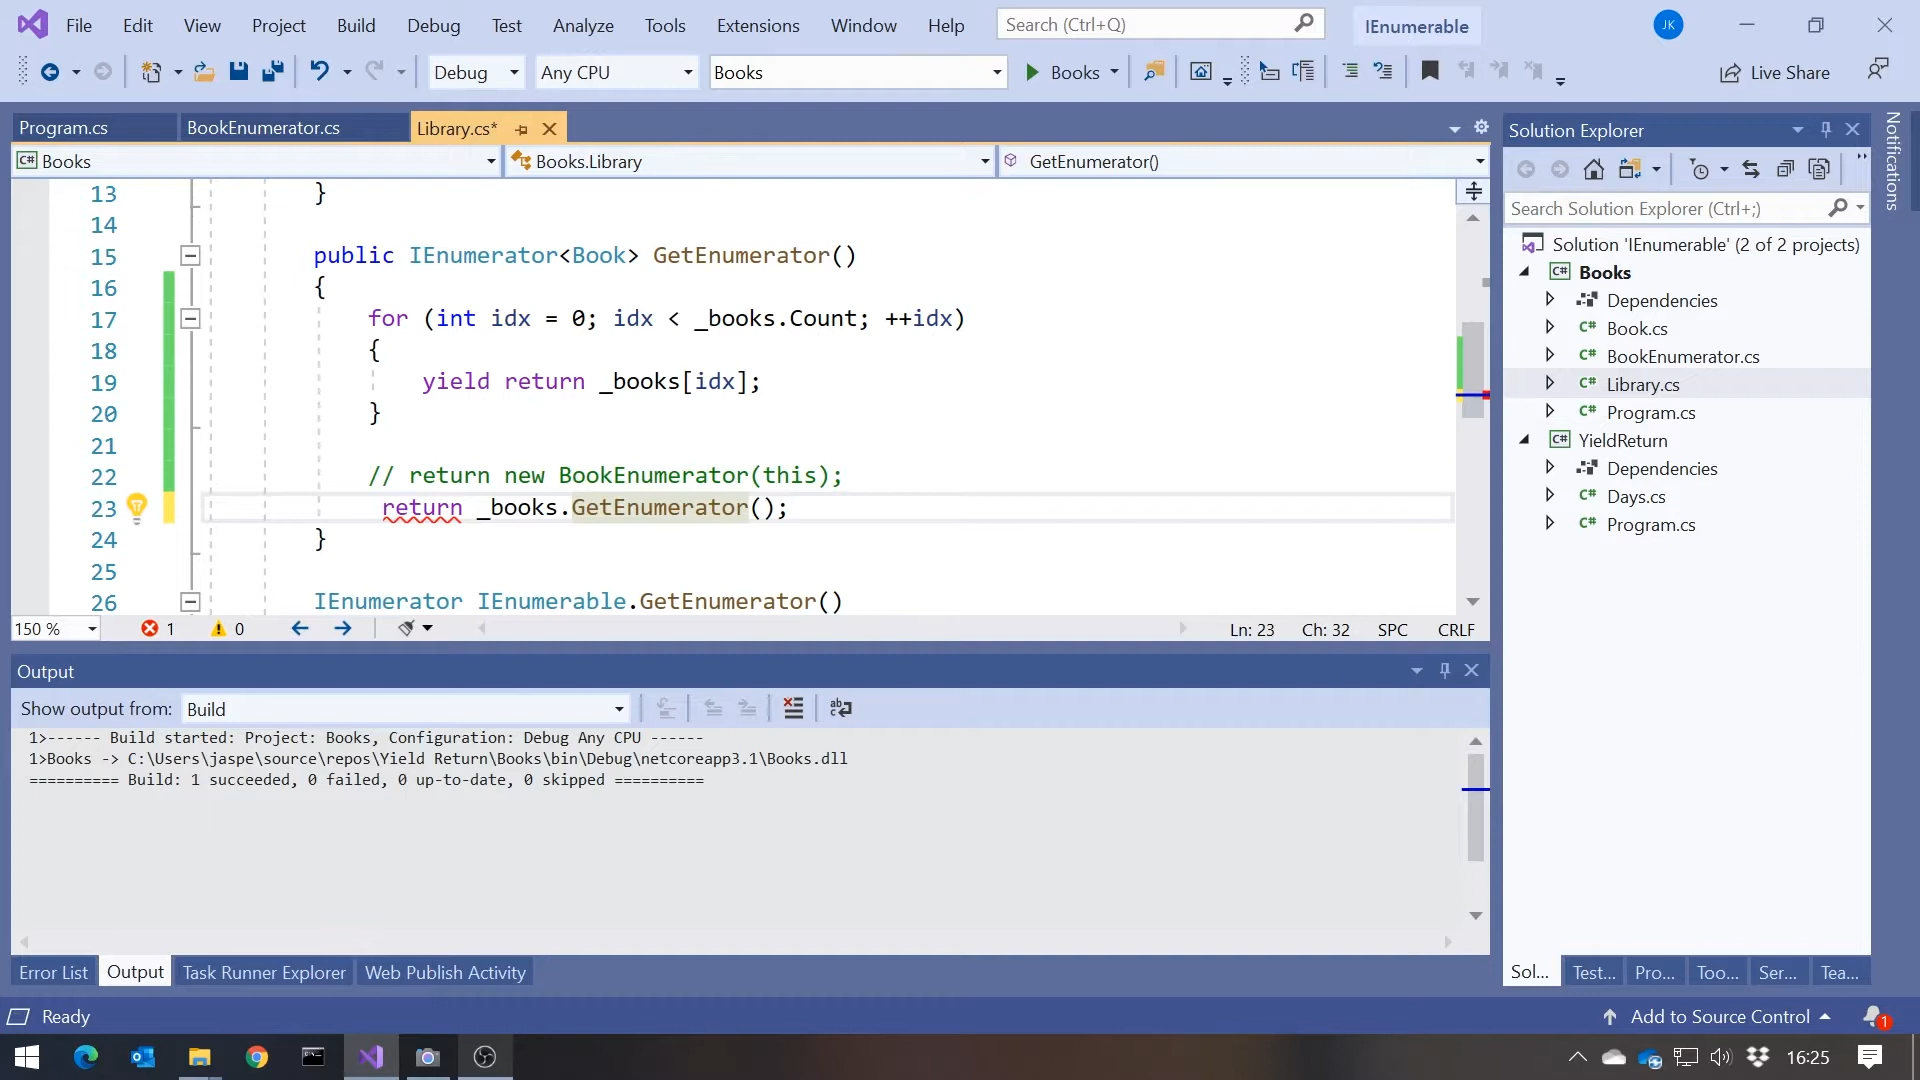 File Edit View Project Build Debug Test Analyze Tools Extensions Window Help Search (Ctrl+Q) IEnumerable JK
Debug Any CPU Books Books Live Share
Program.cs BookEnumerator.cs Library.cs*
C# Books Books.Library GetEnumerator()
13 }
14
15 public IEnumerator<Book> GetEnumerator()
16 {
17 for (int idx = 0; idx < _books.Count; ++idx)
18 {
19 yield return _books[idx];
20 }
21
22 // return new BookEnumerator(this);
23 return _books.GetEnumerator();
24 }
25
26 IEnumerator IEnumerable.GetEnumerator()
150 % 1 0 Ln: 23 Ch: 32 SPC CRLF
Output
Show output from: Build
1>------ Build started: Project: Books, Configuration: Debug Any CPU ------
1>Books -> C:\Users\jaspe\source\repos\Yield Return\Books\bin\Debug\netcoreapp3.1\Books.dll
========== Build: 1 succeeded, 0 failed, 0 up-to-date, 0 skipped ==========
Error List Output Task Runner Explorer Web Publish Activity
Solution Explorer
Search Solution Explorer (Ctrl+;)
Solution 'IEnumerable' (2 of 2 projects)
C# Books
Dependencies
C# Book.cs
C# BookEnumerator.cs
C# Library.cs
C# Program.cs
C# YieldReturn
Dependencies
C# Days.cs
C# Program.cs
Sol... Test... Pro... Too... Ser... Tea...
Notifications
Ready Add to Source Control 1
16:25